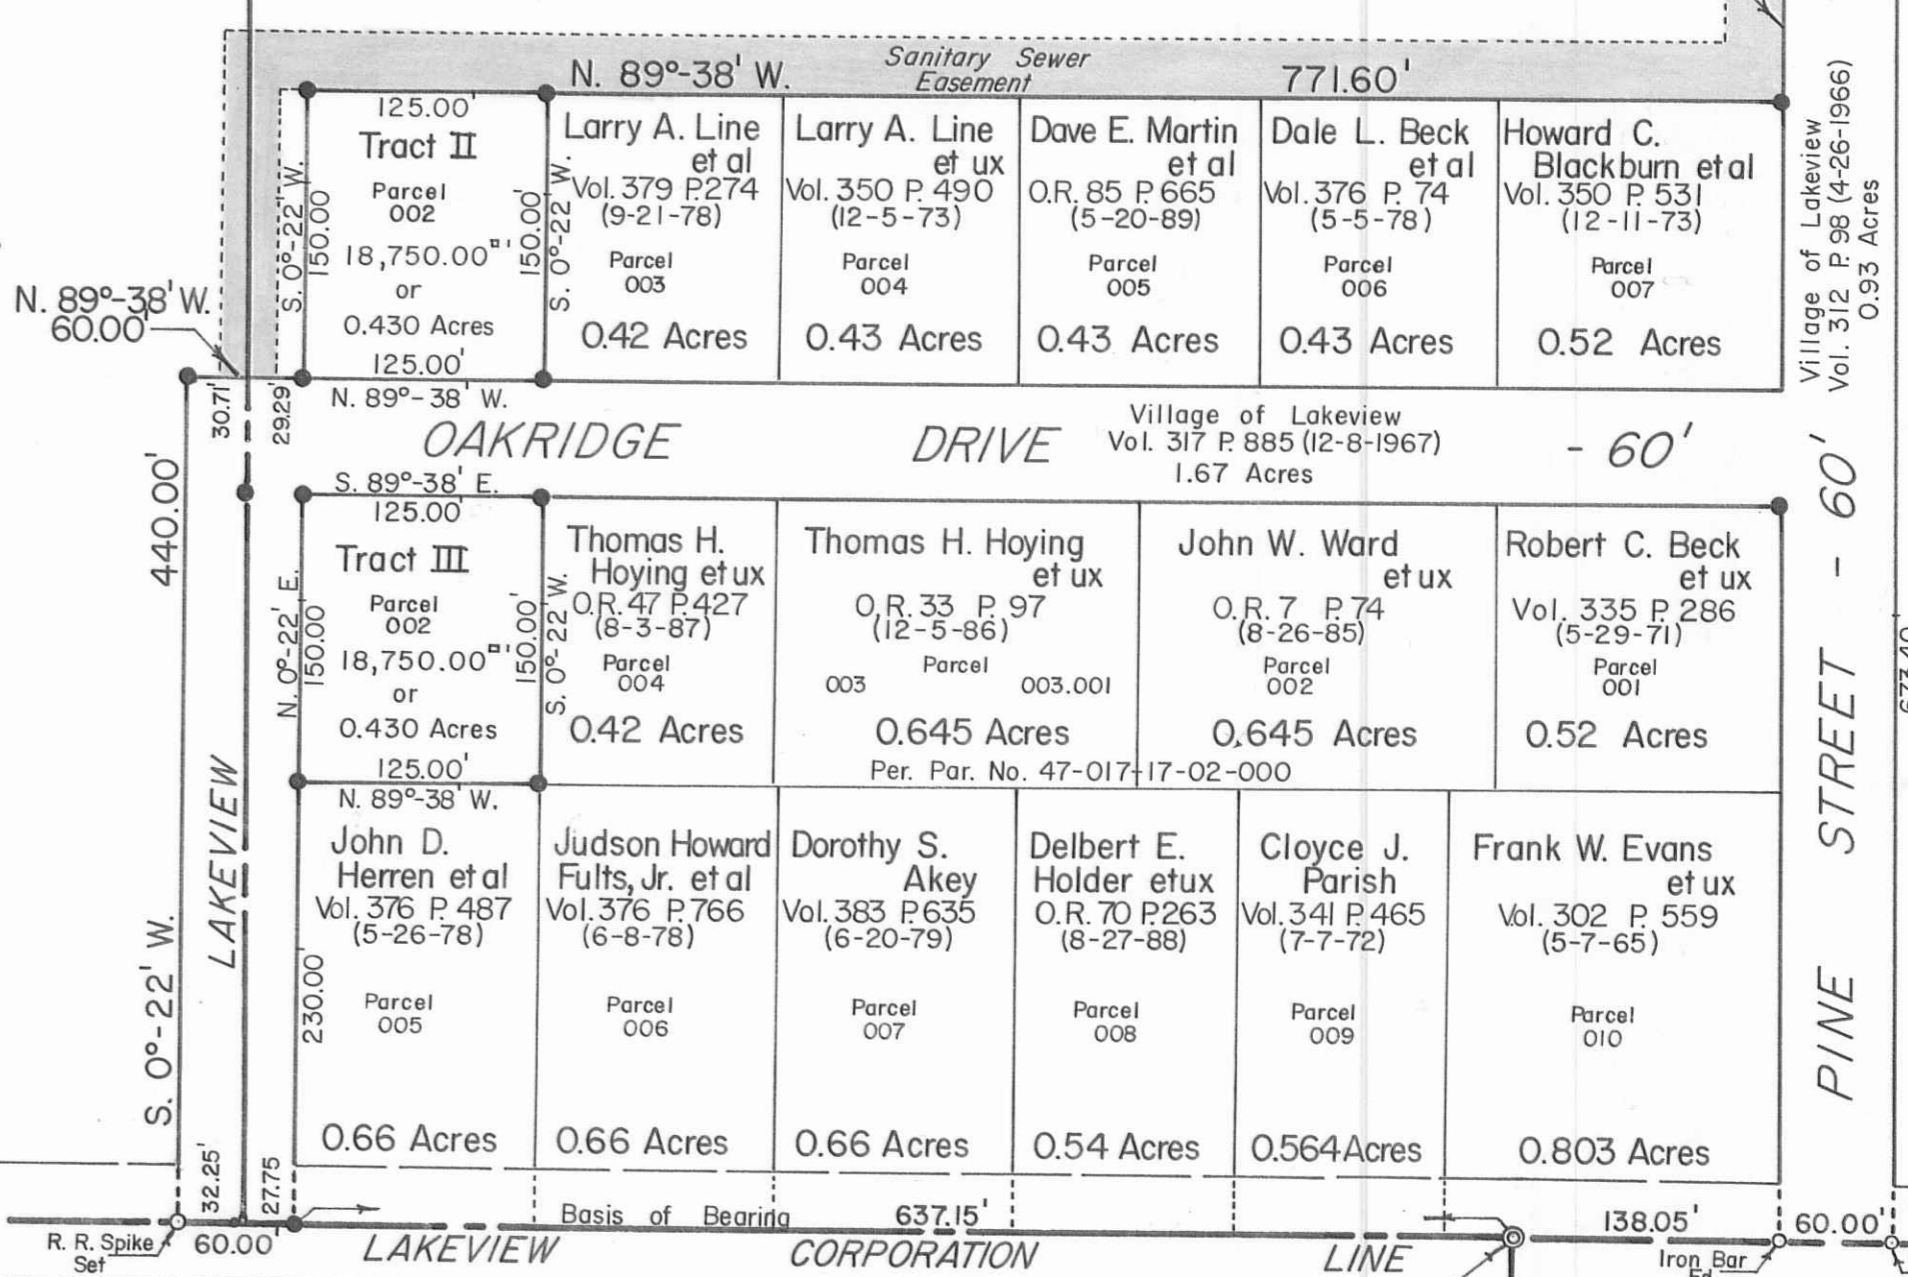 Sanitary Sewer
Easement
N. 89°-38' W.
771.60'
125.00'
Tract II
Parcel
002
18,750.00 □'
or
0.430 Acres
125.00'
S. 0°-22' W.
150.00
150.00'
S. 0°-22' W.
Larry A. Line
et al
Vol. 379 P. 274
(9-21-78)
Parcel
003
0.42 Acres
Larry A. Line
et ux
Vol. 350 P. 490
(12-5-73)
Parcel
004
0.43 Acres
Dave E. Martin
et al
O.R. 85 P. 665
(5-20-89)
Parcel
005
0.43 Acres
Dale L. Beck
et al
Vol. 376 P. 74
(5-5-78)
Parcel
006
0.43 Acres
Howard C.
Blackburn et al
Vol. 350 P. 531
(12-11-73)
Parcel
007
0.52 Acres
Village of Lakeview
Vol. 312 P. 98 (4-26-1966)
0.93 Acres
N. 89°-38' W.
60.00'
30.71'
29.29'
N. 89°-38' W.
OAKRIDGE DRIVE - 60'
Village of Lakeview
Vol. 317 P. 885 (12-8-1967)
1.67 Acres
S. 89°-38' E.
125.00'
Tract III
Parcel
002
18,750.00 □'
or
0.430 Acres
125.00'
N. 89°-38' W.
N. 0°-22' E.
150.00
150.00'
S. 0°-22' W.
Thomas H.
Hoying et ux
O.R. 47 P. 427
(8-3-87)
Parcel
004
0.42 Acres
Thomas H. Hoying
et ux
O.R. 33 P. 97
(12-5-86)
Parcel
003 003.001
0.645 Acres
John W. Ward
et ux
O.R. 7 P. 74
(8-26-85)
Parcel
002
0.645 Acres
Per. Par. No. 47-017-17-02-000
Robert C. Beck
et ux
Vol. 335 P. 286
(5-29-71)
Parcel
001
0.52 Acres
440.00'
S. 0°-22' W.
LAKEVIEW
PINE STREET - 60'
673.40
John D.
Herren et al
Vol. 376 P. 487
(5-26-78)
230.00'
Parcel
005
0.66 Acres
Judson Howard
Fults, Jr. et al
Vol. 376 P. 766
(6-8-78)
Parcel
006
0.66 Acres
Dorothy S.
Akey
Vol. 383 P. 635
(6-20-79)
Parcel
007
0.66 Acres
Delbert E.
Holder et ux
O.R. 70 P. 263
(8-27-88)
Parcel
008
0.54 Acres
Cloyce J.
Parish
Vol. 341 P. 465
(7-7-72)
Parcel
009
0.564 Acres
Frank W. Evans
et ux
Vol. 302 P. 559
(5-7-65)
Parcel
010
0.803 Acres
32.25'
27.75
Basis of Bearing 637.15'
138.05'
60.00'
R. R. Spike
Set
60.00'
LAKEVIEW CORPORATION LINE
Iron Bar
Fd.